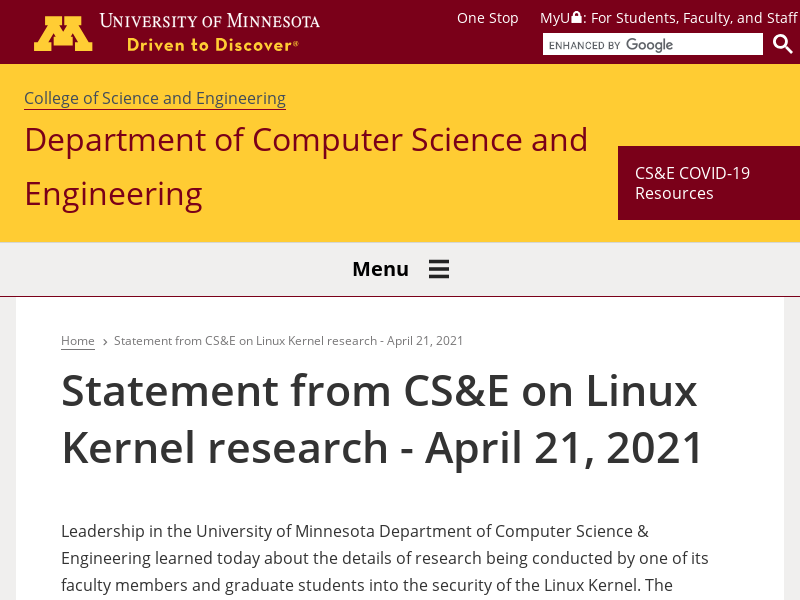 University of Minnesota
Driven to Discover®
One Stop
MyU: For Students, Faculty, and Staff
ENHANCED BY Google
College of Science and Engineering
Department of Computer Science and
Engineering
CS&E COVID-19
Resources
Menu
Home › Statement from CS&E on Linux Kernel research - April 21, 2021
Statement from CS&E on Linux
Kernel research - April 21, 2021
Leadership in the University of Minnesota Department of Computer Science &
Engineering learned today about the details of research being conducted by one of its
faculty members and graduate students into the security of the Linux Kernel. The